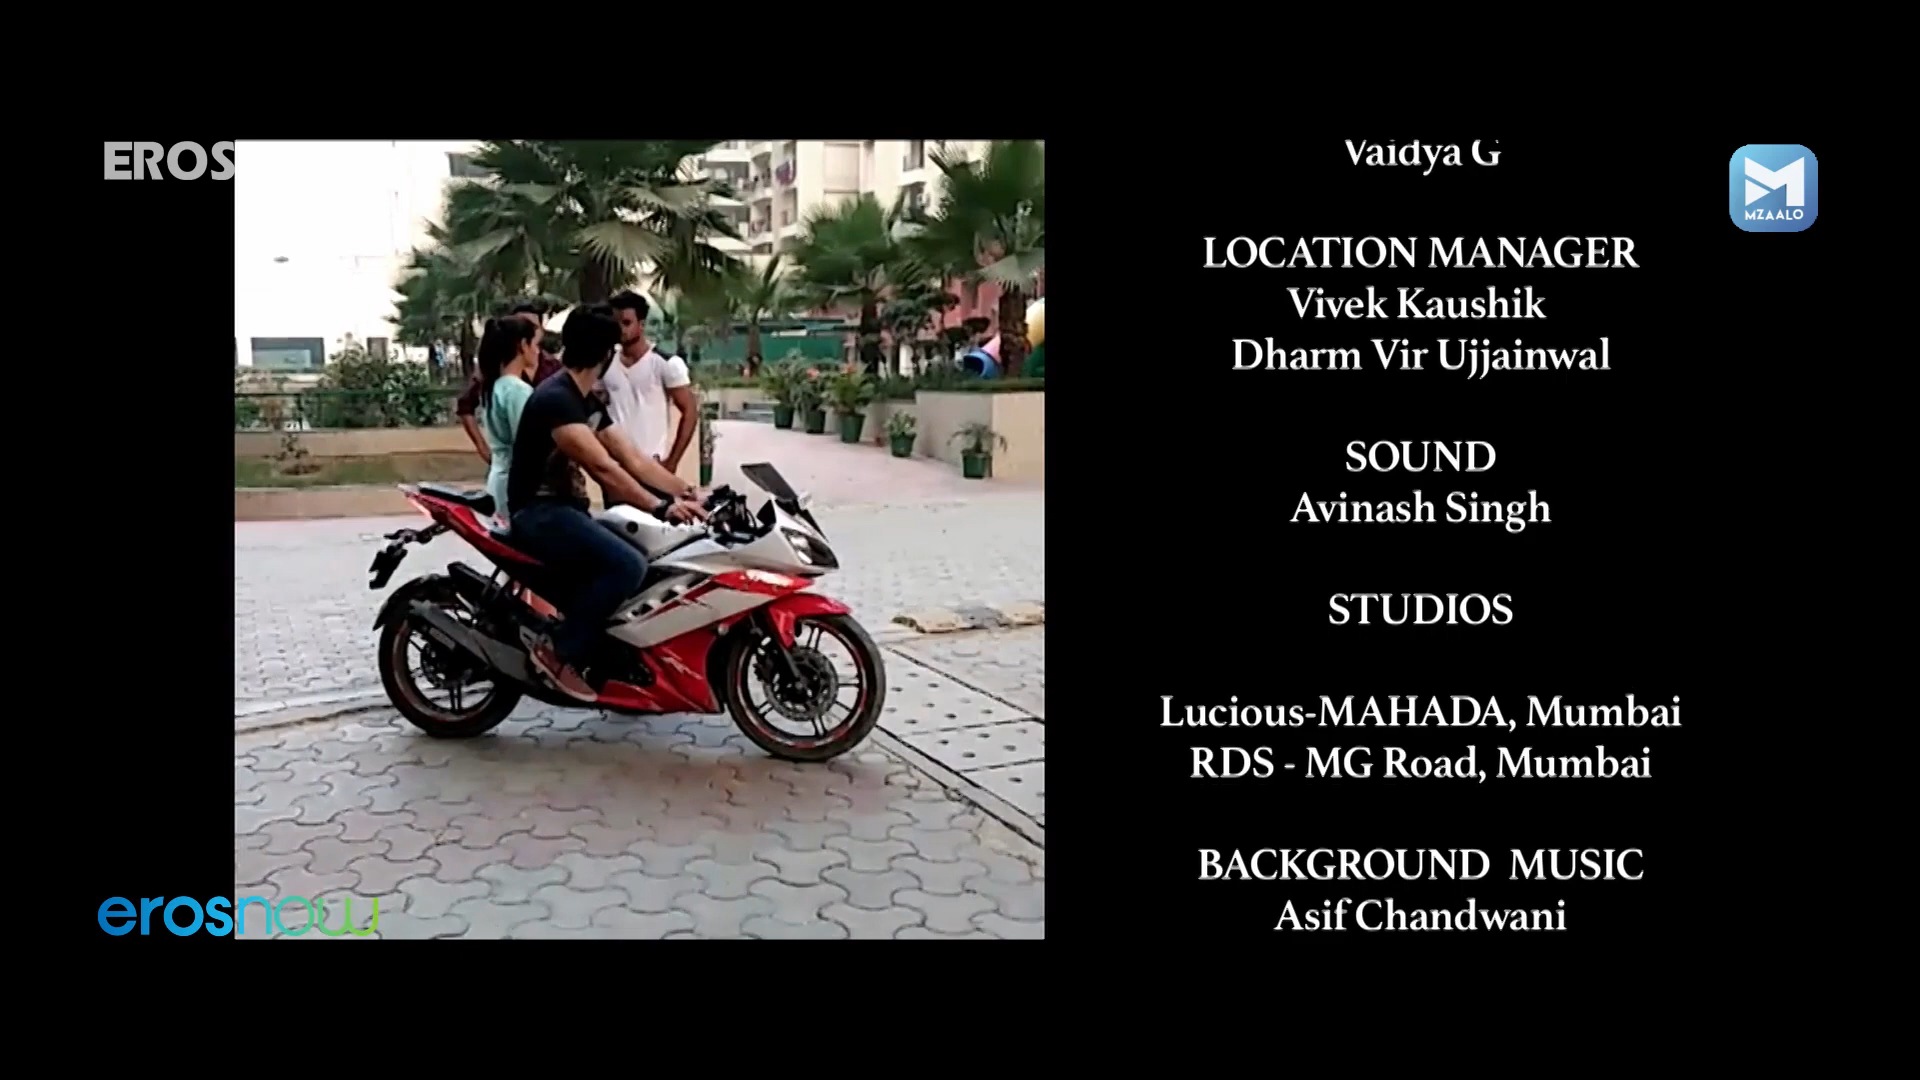 EROS
Vaidya G
MZAALO
LOCATION MANAGER
Vivek Kaushik
Dharm Vir Ujjainwal
SOUND
Avinash Singh
STUDIOS
Lucious-MAHADA, Mumbai
RDS - MG Road, Mumbai
BACKGROUND MUSIC
Asif Chandwani
erosnow